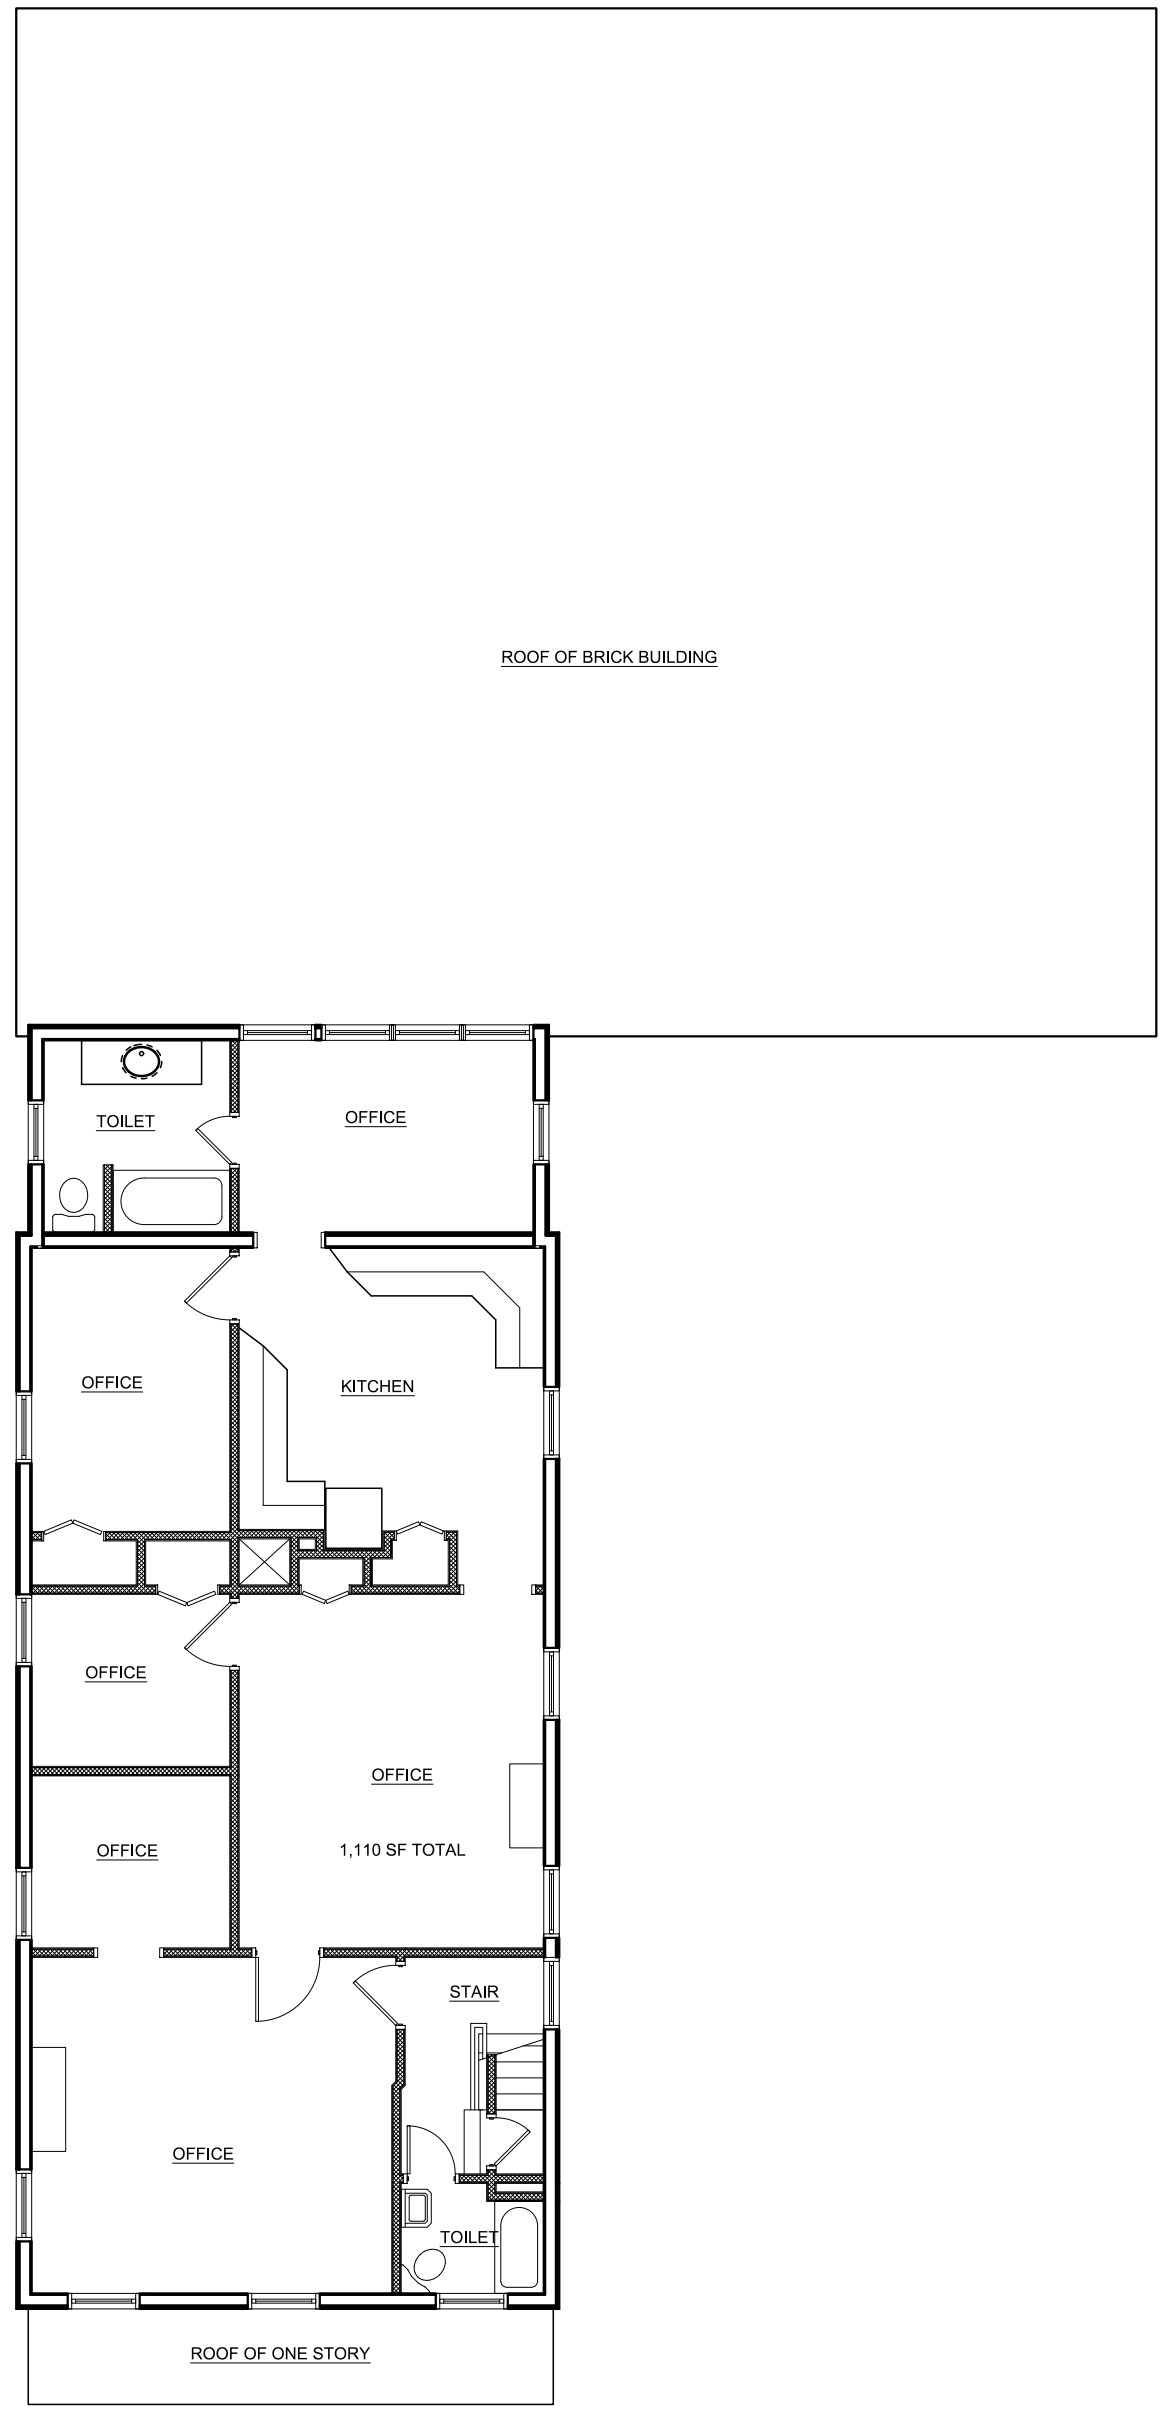 ROOF OF BRICK BUILDING
TOILET
OFFICE
OFFICE
KITCHEN
OFFICE
OFFICE
1,110 SF TOTAL
OFFICE
STAIR
OFFICE
TOILET
ROOF OF ONE STORY